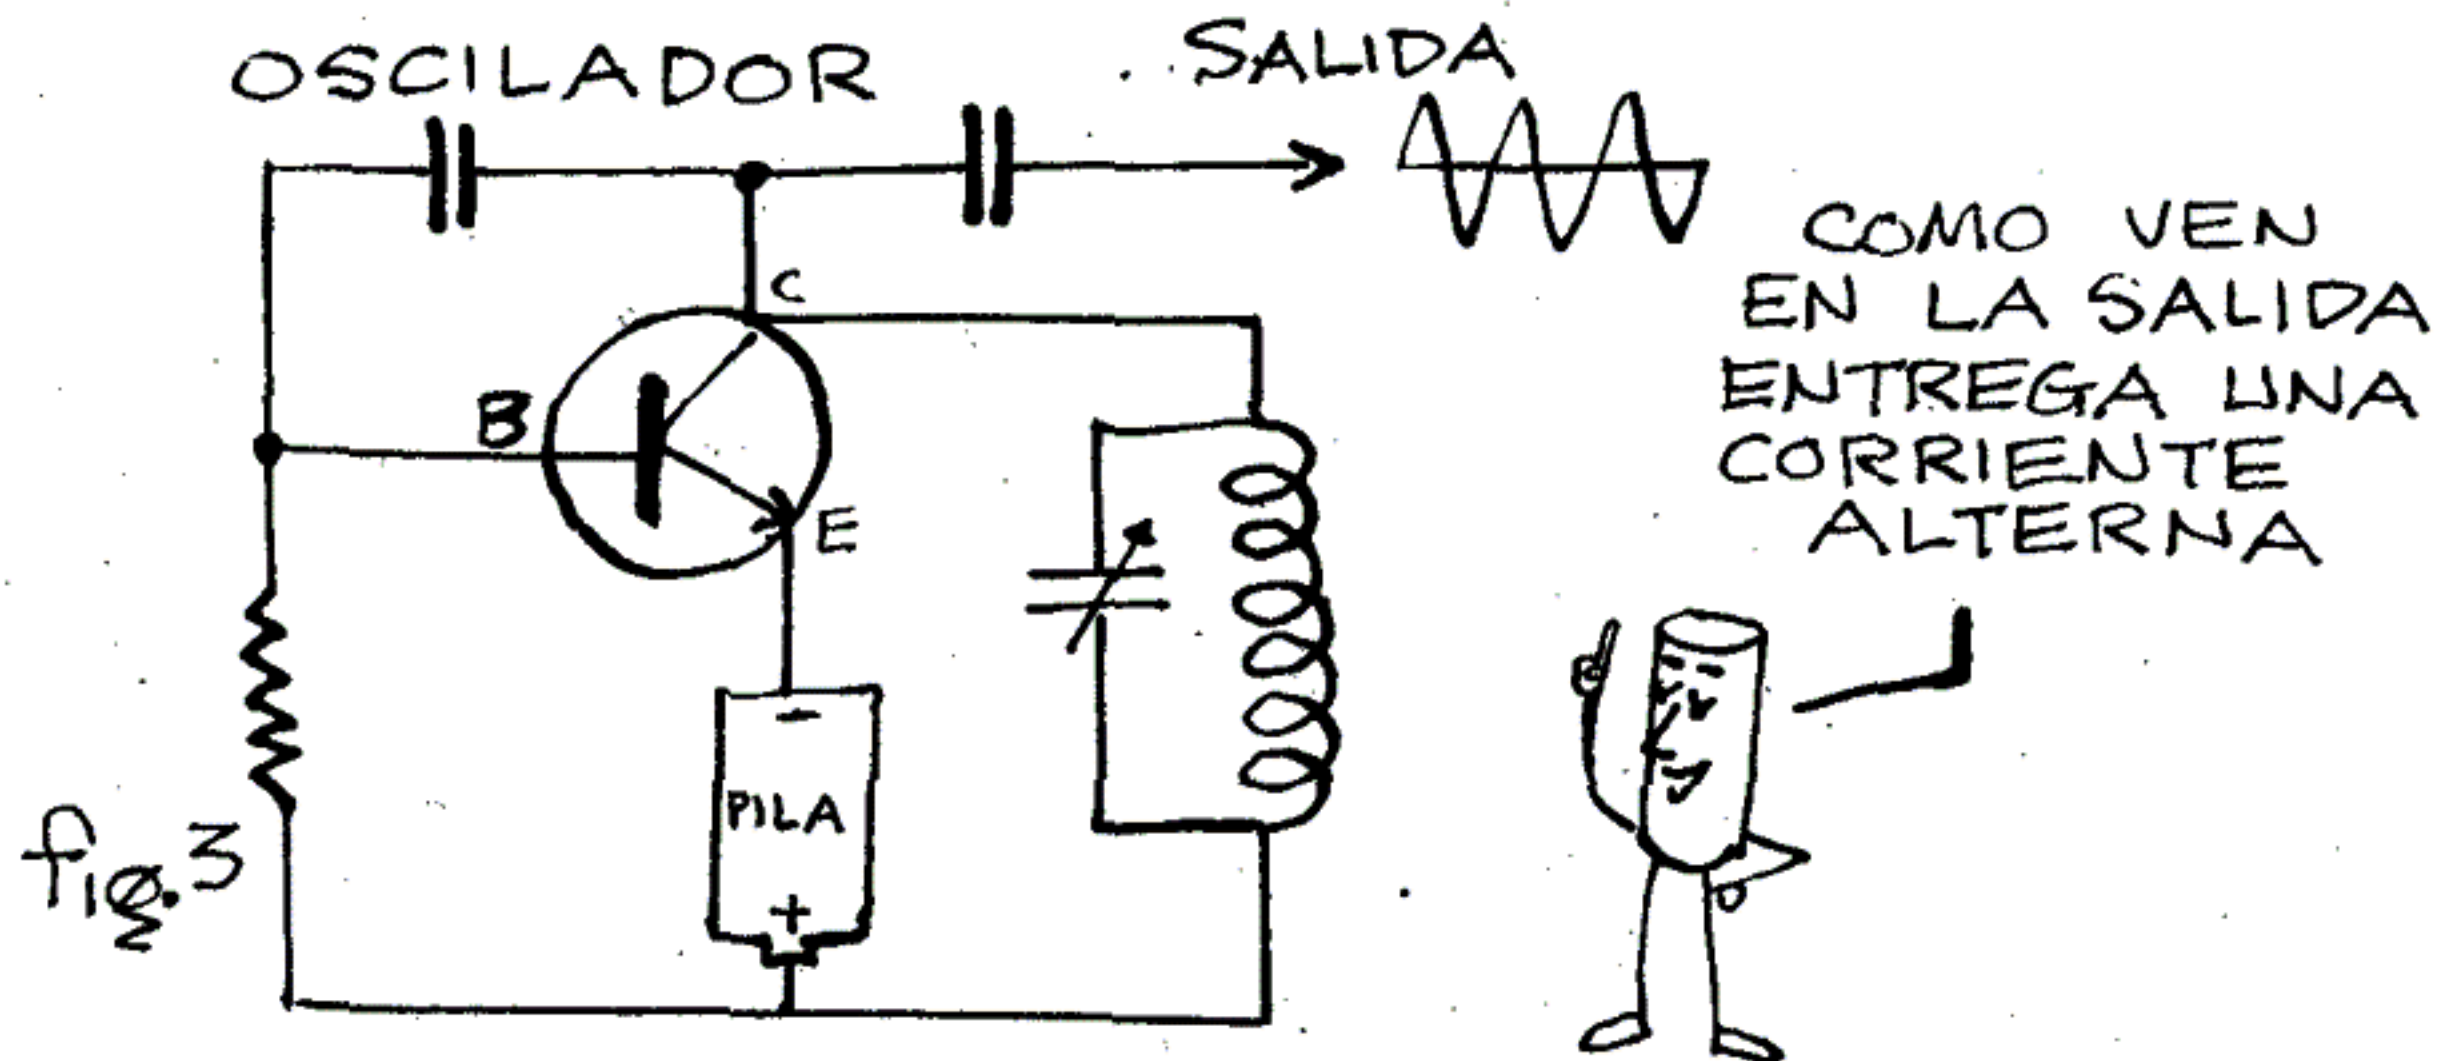 OSCILADOR
SALIDA
COMO VEN
EN LA SALIDA
ENTREGA UNA
CORRIENTE
ALTERNA
C
B
E
-
PILA
+
fig. 3